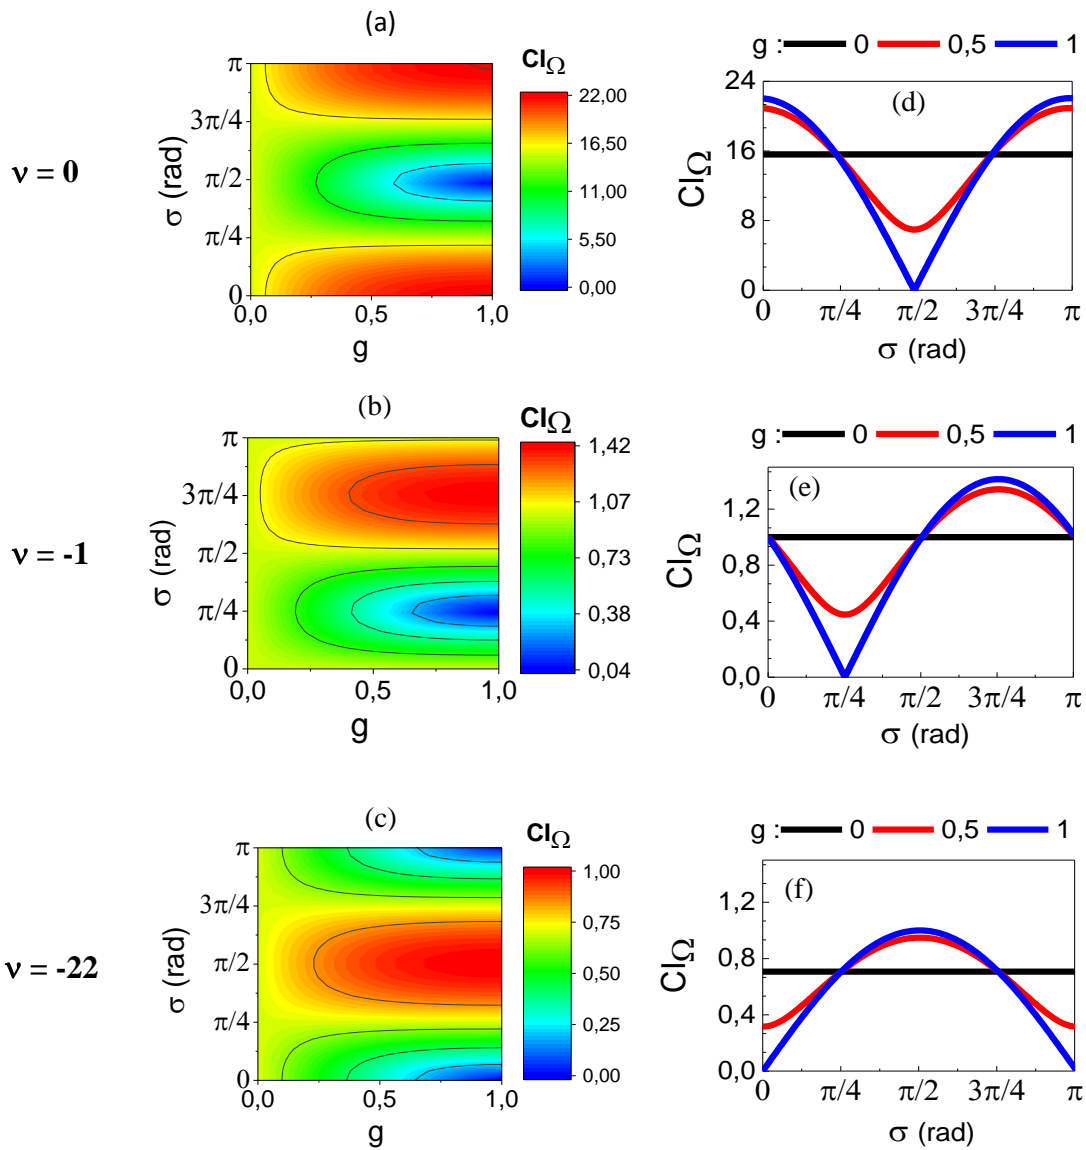 (a)
ν = 0
σ (rad)
π
3π/4
π/2
π/4
0
0,0 0,5 1,0
g
CI_Ω
22,00
16,50
11,00
5,50
0,00
g : 0 0,5 1
(d)
CI_Ω
24
16
8
0
0 π/4 π/2 3π/4 π
σ (rad)
(b)
ν = -1
σ (rad)
π
3π/4
π/2
π/4
0
0,0 0,5 1,0
g
CI_Ω
1,42
1,07
0,73
0,38
0,04
g : 0 0,5 1
(e)
CI_Ω
1,2
0,8
0,4
0,0
0 π/4 π/2 3π/4 π
σ (rad)
(c)
ν = -22
σ (rad)
π
3π/4
π/2
π/4
0
0,0 0,5 1,0
g
CI_Ω
1,00
0,75
0,50
0,25
0,00
g : 0 0,5 1
(f)
CI_Ω
1,2
0,8
0,4
0,0
0 π/4 π/2 3π/4 π
σ (rad)